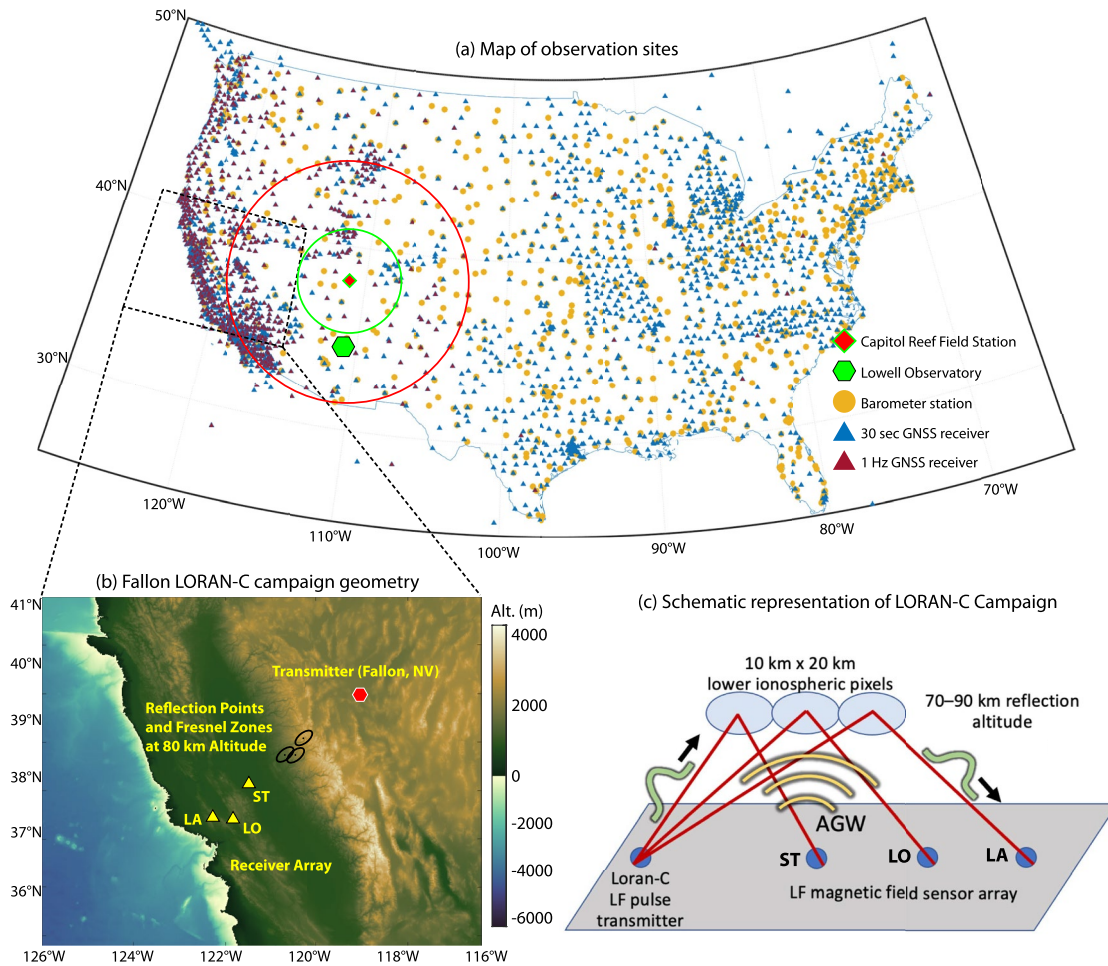 (a) Map of observation sites
50°N
40°N
30°N
120°W
110°W
100°W
90°W
80°W
70°W
Capitol Reef Field Station
Lowell Observatory
Barometer station
30 sec GNSS receiver
1 Hz GNSS receiver
(b) Fallon LORAN-C campaign geometry
41°N
40°N
39°N
38°N
37°N
36°N
126°W
124°W
122°W
120°W
118°W
116°W
Transmitter (Fallon, NV)
Reflection Points
and Fresnel Zones
at 80 km Altitude
ST
LA
LO
Receiver Array
Alt. (m)
4000
2000
0
-2000
-4000
-6000
(c) Schematic representation of LORAN-C Campaign
10 km x 20 km
lower ionospheric pixels
70–90 km reflection
altitude
AGW
ST
LO
LA
Loran-C
LF pulse
transmitter
LF magnetic field sensor array